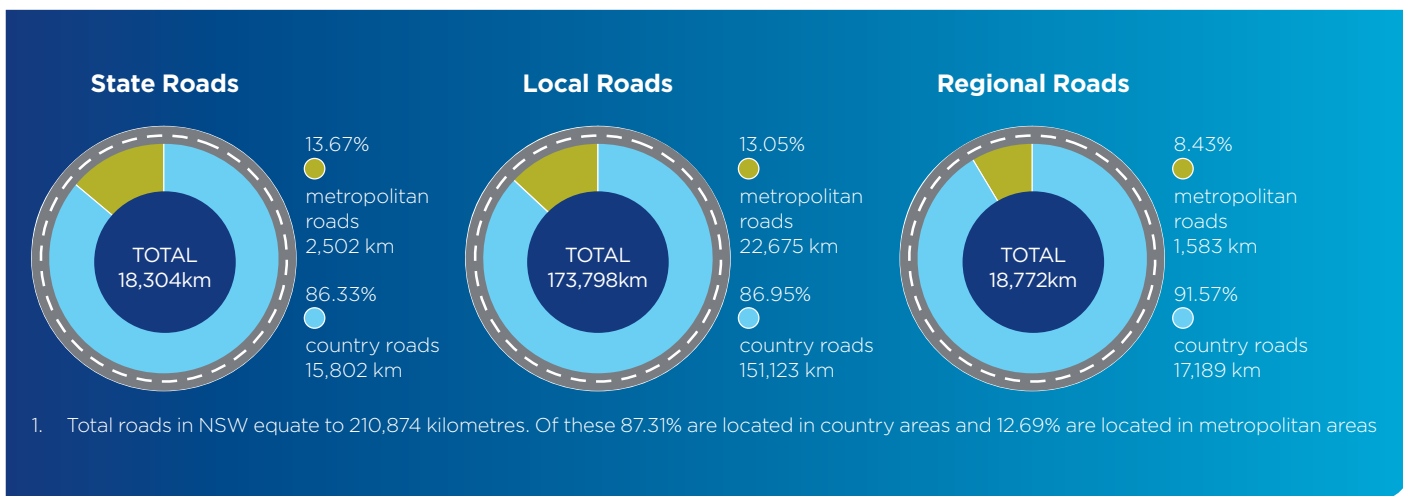 State Roads
13.67%
metropolitan
roads
2,502 km
TOTAL
18,304km
86.33%
country roads
15,802 km
Local Roads
13.05%
metropolitan
roads
22,675 km
TOTAL
173,798km
86.95%
country roads
151,123 km
Regional Roads
8.43%
metropolitan
roads
1,583 km
TOTAL
18,772km
91.57%
country roads
17,189 km
1. Total roads in NSW equate to 210,874 kilometres. Of these 87.31% are located in country areas and 12.69% are located in metropolitan areas